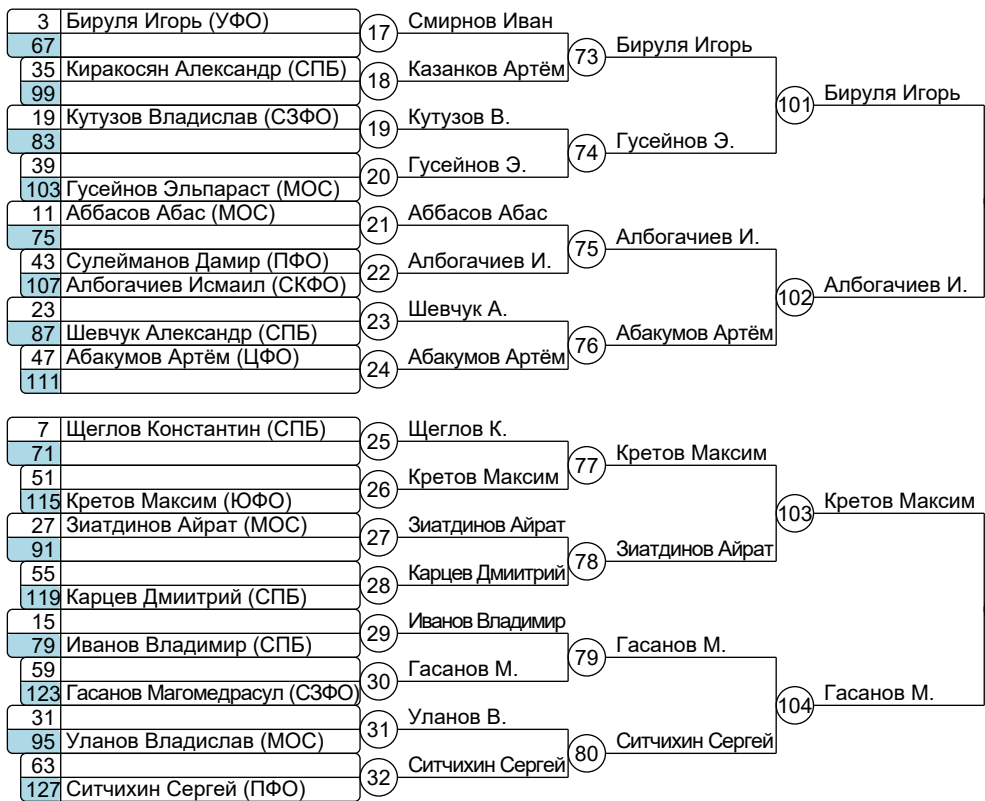 3 Бируля Игорь (УФО)
67
17 Смирнов Иван
35 Киракосян Александр (СПБ)
99
18 Казанков Артём
73 Бируля Игорь
19 Кутузов Владислав (СЗФО)
83
19 Кутузов В.
39
103 Гусейнов Эльпараст (МОС)
20 Гусейнов Э.
74 Гусейнов Э.
101 Бируля Игорь
11 Аббасов Абас (МОС)
75
21 Аббасов Абас
43 Сулейманов Дамир (ПФО)
107 Албогачиев Исмаил (СКФО)
22 Албогачиев И.
75 Албогачиев И.
23
87 Шевчук Александр (СПБ)
23 Шевчук А.
47 Абакумов Артём (ЦФО)
111
24 Абакумов Артём
76 Абакумов Артём
102 Албогачиев И.
7 Щеглов Константин (СПБ)
71
25 Щеглов К.
51
115 Кретов Максим (ЮФО)
26 Кретов Максим
77 Кретов Максим
27 Зиатдинов Айрат (МОС)
91
27 Зиатдинов Айрат
55
119 Карцев Дмиитрий (СПБ)
28 Карцев Дмиитрий
78 Зиатдинов Айрат
103 Кретов Максим
15
79 Иванов Владимир (СПБ)
29 Иванов Владимир
59
123 Гасанов Магомедрасул (СЗФО)
30 Гасанов М.
79 Гасанов М.
31
95 Уланов Владислав (МОС)
31 Уланов В.
63
127 Ситчихин Сергей (ПФО)
32 Ситчихин Сергей
80 Ситчихин Сергей
104 Гасанов М.